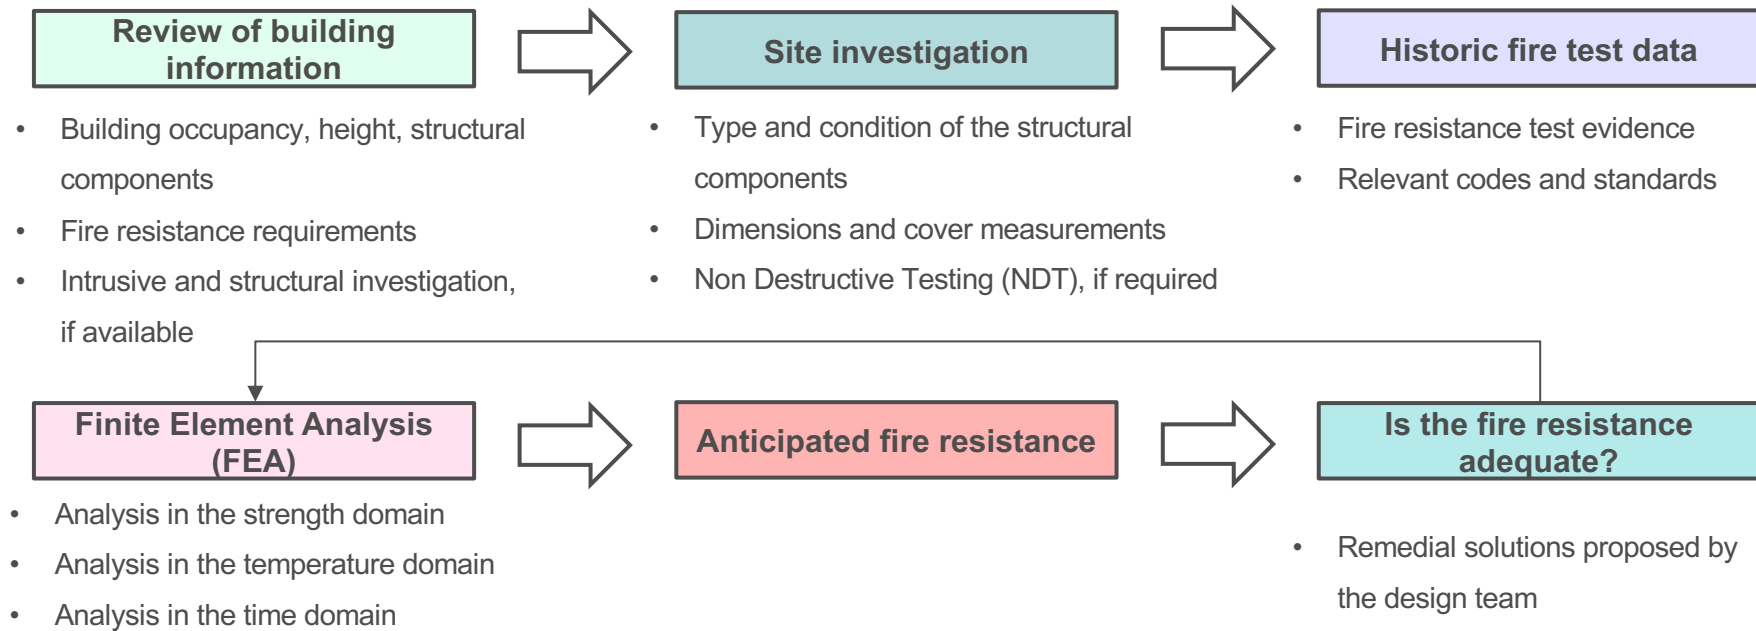 Review of building
information
• Building occupancy, height, structural
components
• Fire resistance requirements
• Intrusive and structural investigation,
if available
Site investigation
• Type and condition of the structural
components
• Dimensions and cover measurements
• Non Destructive Testing (NDT), if required
Historic fire test data
• Fire resistance test evidence
• Relevant codes and standards
Finite Element Analysis
(FEA)
• Analysis in the strength domain
• Analysis in the temperature domain
• Analysis in the time domain
Anticipated fire resistance
Is the fire resistance
adequate?
• Remedial solutions proposed by
the design team